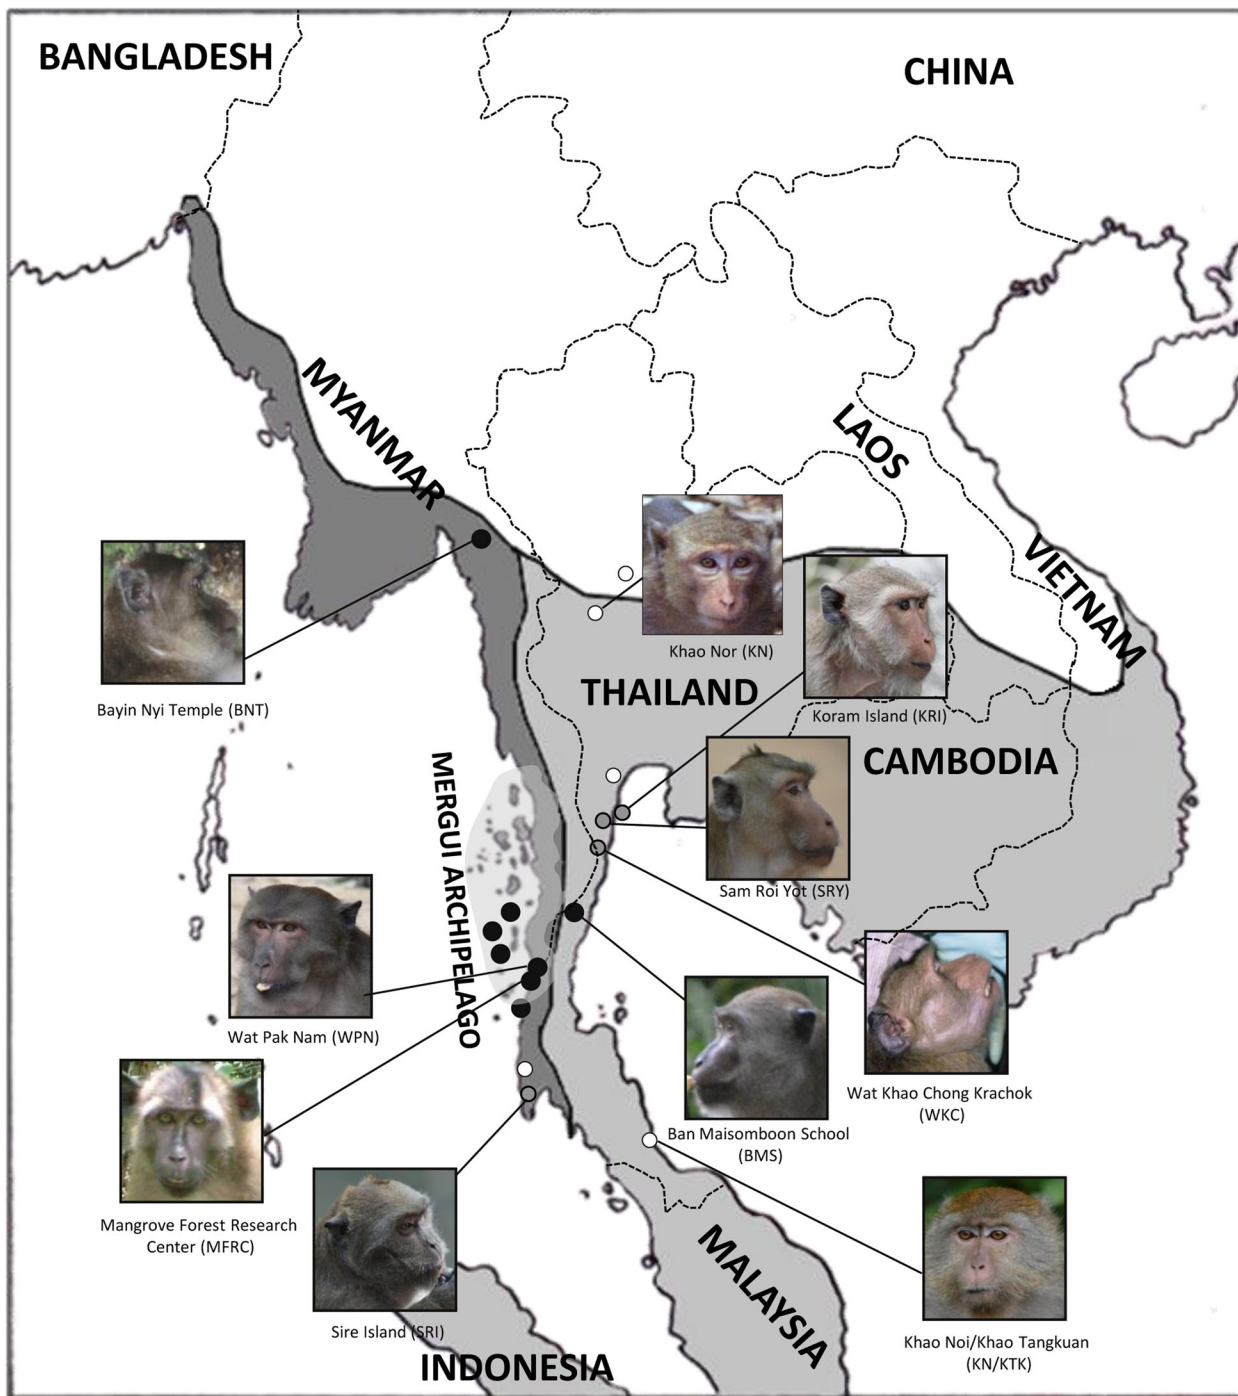 BANGLADESH
CHINA
MYANMAR
LAOS
VIETNAM
Khao Nor (KN)
THAILAND
Bayin Nyi Temple (BNT)
Koram Island (KRI)
CAMBODIA
MERGUI ARCHIPELAGO
Sam Roi Yot (SRY)
Wat Pak Nam (WPN)
Wat Khao Chong Krachok
(WKC)
Ban Maisomboon School
(BMS)
Mangrove Forest Research
Center (MFRC)
MALAYSIA
Sire Island (SRI)
Khao Noi/Khao Tangkuan
(KN/KTK)
INDONESIA